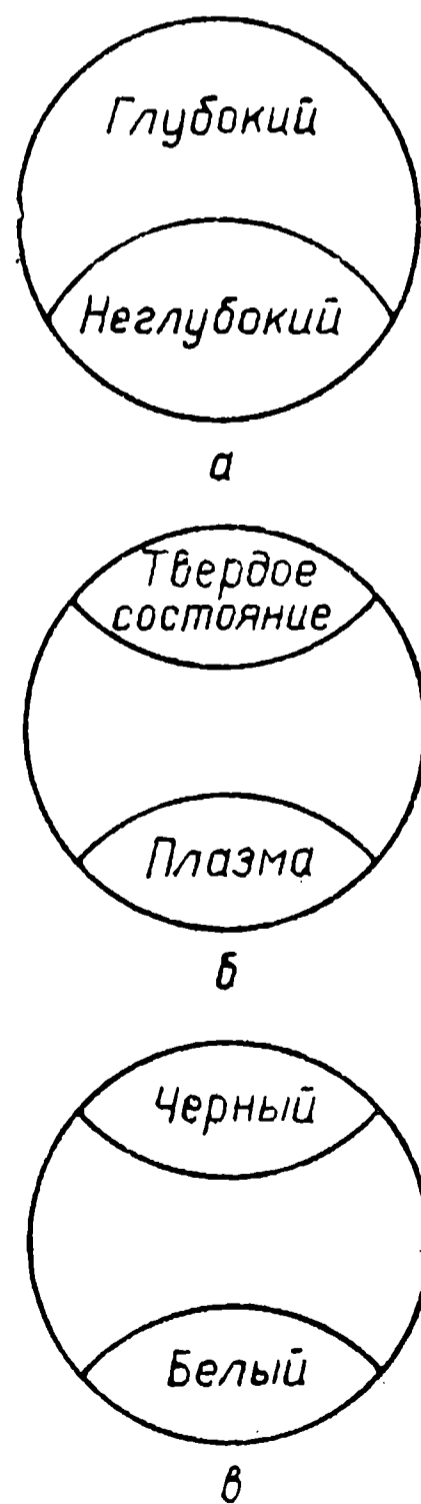 Глубокий
Неглубокий
а
Твердое
состояние
Плазма
б
Черный
Белый
в